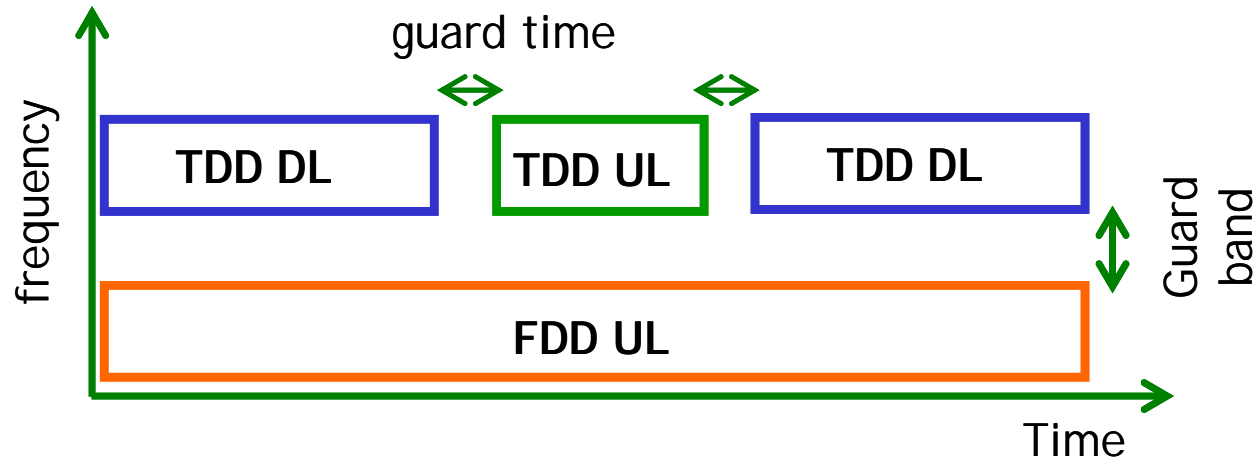 guard time
frequency
TDD DL
TDD UL
TDD DL
Guard
band
FDD UL
Time